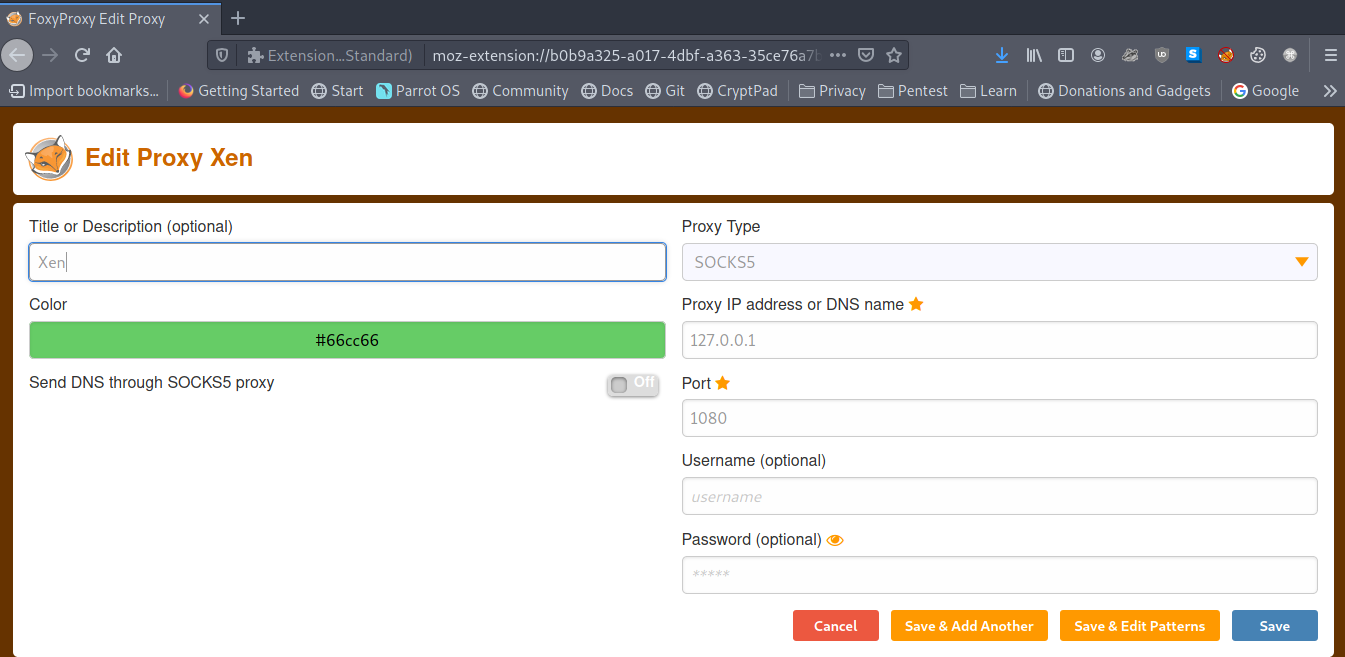 FoxyProxy Edit Proxy
Extension...Standard) moz-extension://b0b9a325-a017-4dbf-a363-35ce76a7b
Import bookmarks... Getting Started Start Parrot OS Community Docs Git CryptPad Privacy Pentest Learn Donations and Gadgets Google
Edit Proxy Xen
Title or Description (optional)
Xen
Color
#66cc66
Send DNS through SOCKS5 proxy Off
Proxy Type
SOCKS5
Proxy IP address or DNS name
127.0.0.1
Port
1080
Username (optional)
username
Password (optional)
*****
Cancel Save & Add Another Save & Edit Patterns Save